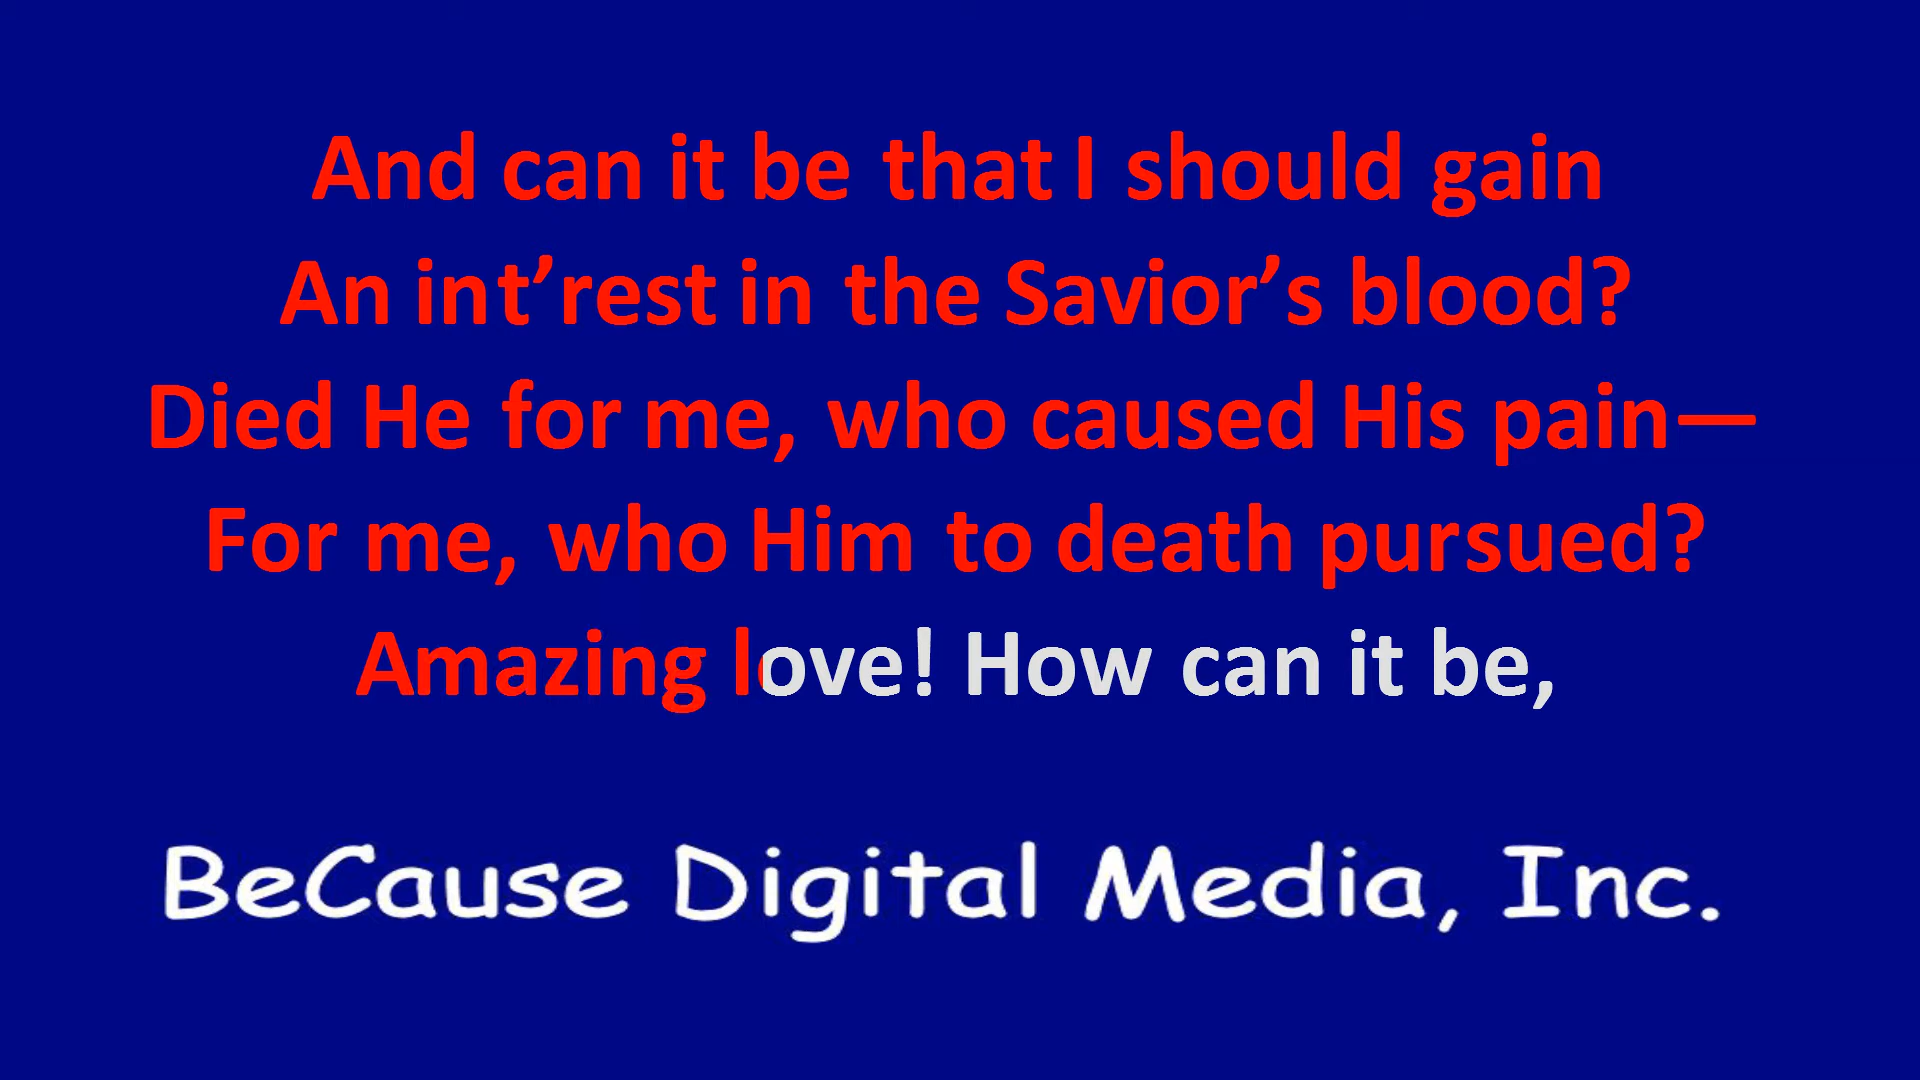 And can it be that I should gain
An int’rest in the Savior’s blood?
Died He for me, who caused His pain—
For me, who Him to death pursued?
Amazing love! How can it be,
BeCause Digital Media, Inc.